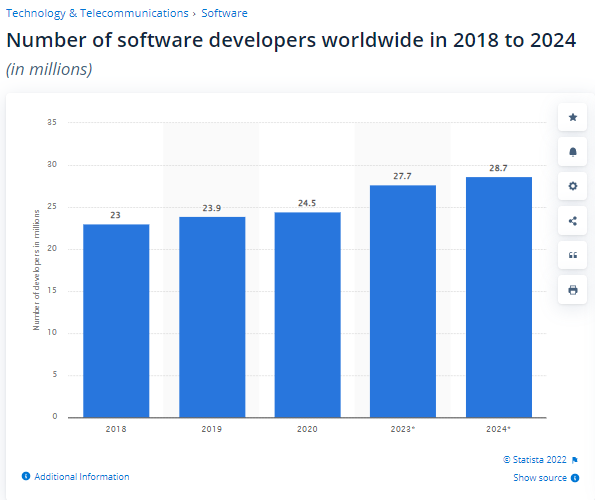 Technology & Telecommunications › Software
Number of software developers worldwide in 2018 to 2024
(in millions)
Number of developers in millions
35
30
25
20
15
10
5
0
23
23.9
24.5
27.7
28.7
2018
2019
2020
2023*
2024*
© Statista 2022
Additional Information
Show source